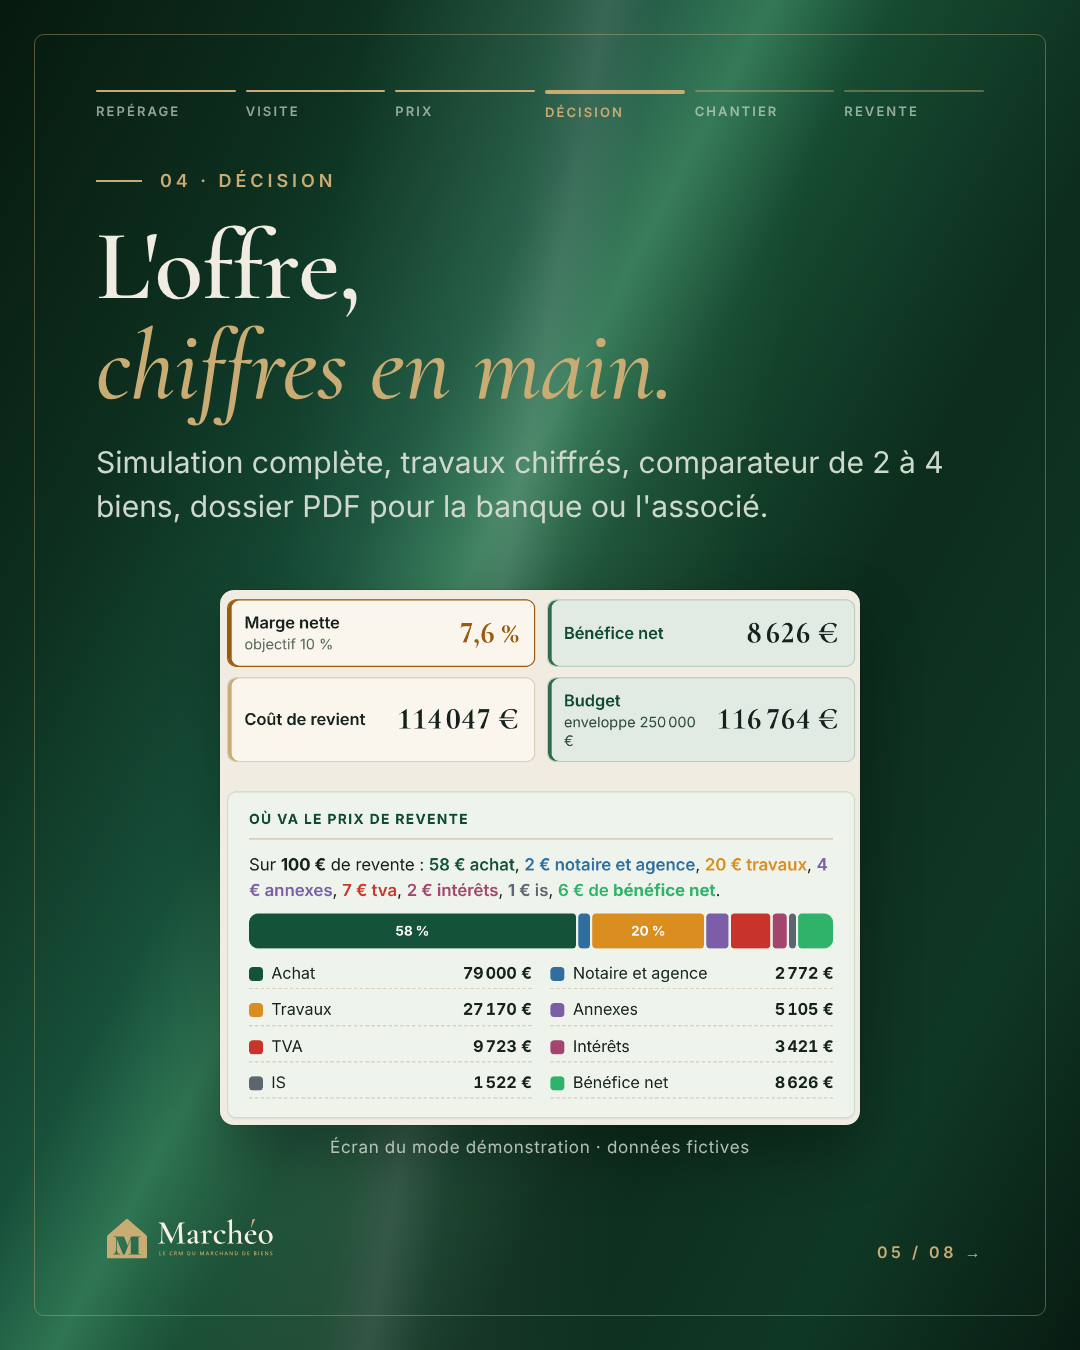 REPÉRAGE
VISITE
PRIX
DÉCISION
CHANTIER
REVENTE
04 · DÉCISION
L'offre,
chiffres en main.
Simulation complète, travaux chiffrés, comparateur de 2 à 4
biens, dossier PDF pour la banque ou l'associé.
Marge nette
objectif 10 %
7,6 %
Bénéfice net
8 626 €
Coût de revient
114 047 €
Budget
enveloppe 250 000
€
116 764 €
OÙ VA LE PRIX DE REVENTE
Sur 100 € de revente : 58 € achat, 2 € notaire et agence, 20 € travaux, 4
€ annexes, 7 € tva, 2 € intérêts, 1 € is, 6 € de bénéfice net.
58 %
20 %
Achat 79 000 €
Notaire et agence 2 772 €
Travaux 27 170 €
Annexes 5 105 €
TVA 9 723 €
Intérêts 3 421 €
IS 1 522 €
Bénéfice net 8 626 €
Écran du mode démonstration · données fictives
M
Marchéo
LE CRM DU MARCHAND DE BIENS
05 / 08 →